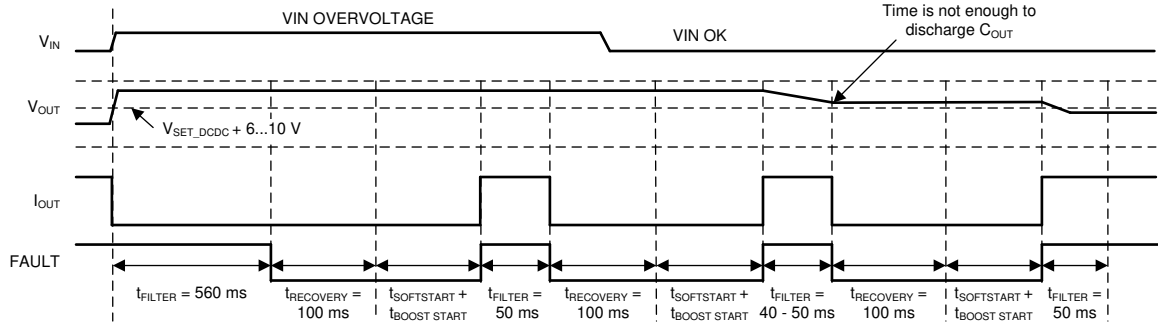 VIN OVERVOLTAGE
VIN OK
Time is not enough to
discharge COUT
VIN
VOUT
VSET_DCDC + 6...10 V
IOUT
FAULT
tFILTER = 560 ms
tRECOVERY =
100 ms
tSOFTSTART +
tBOOST START
tFILTER =
50 ms
tRECOVERY =
100 ms
tSOFTSTART +
tBOOST START
tFILTER =
40 - 50 ms
tRECOVERY =
100 ms
tSOFTSTART +
tBOOST START
tFILTER =
50 ms